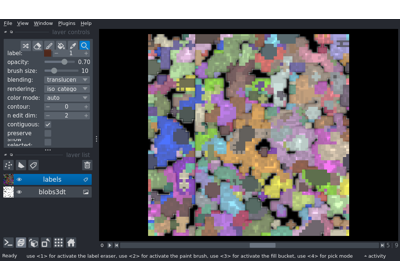 File View Plugins Window Help
layer controls
label: 1
opacity: 0.70
brush size: 10
blending: translucen
rendering: iso_catego
color mode: auto
contour: 0
n edit dim: 2
contiguous:
preserve
show
selected:
layer list
labels
blobs3dt
Ready use <1> for activate the label eraser, use <2> for activate the paint brush, use <3> for activate the fill bucket, use <4> for pick mode activity